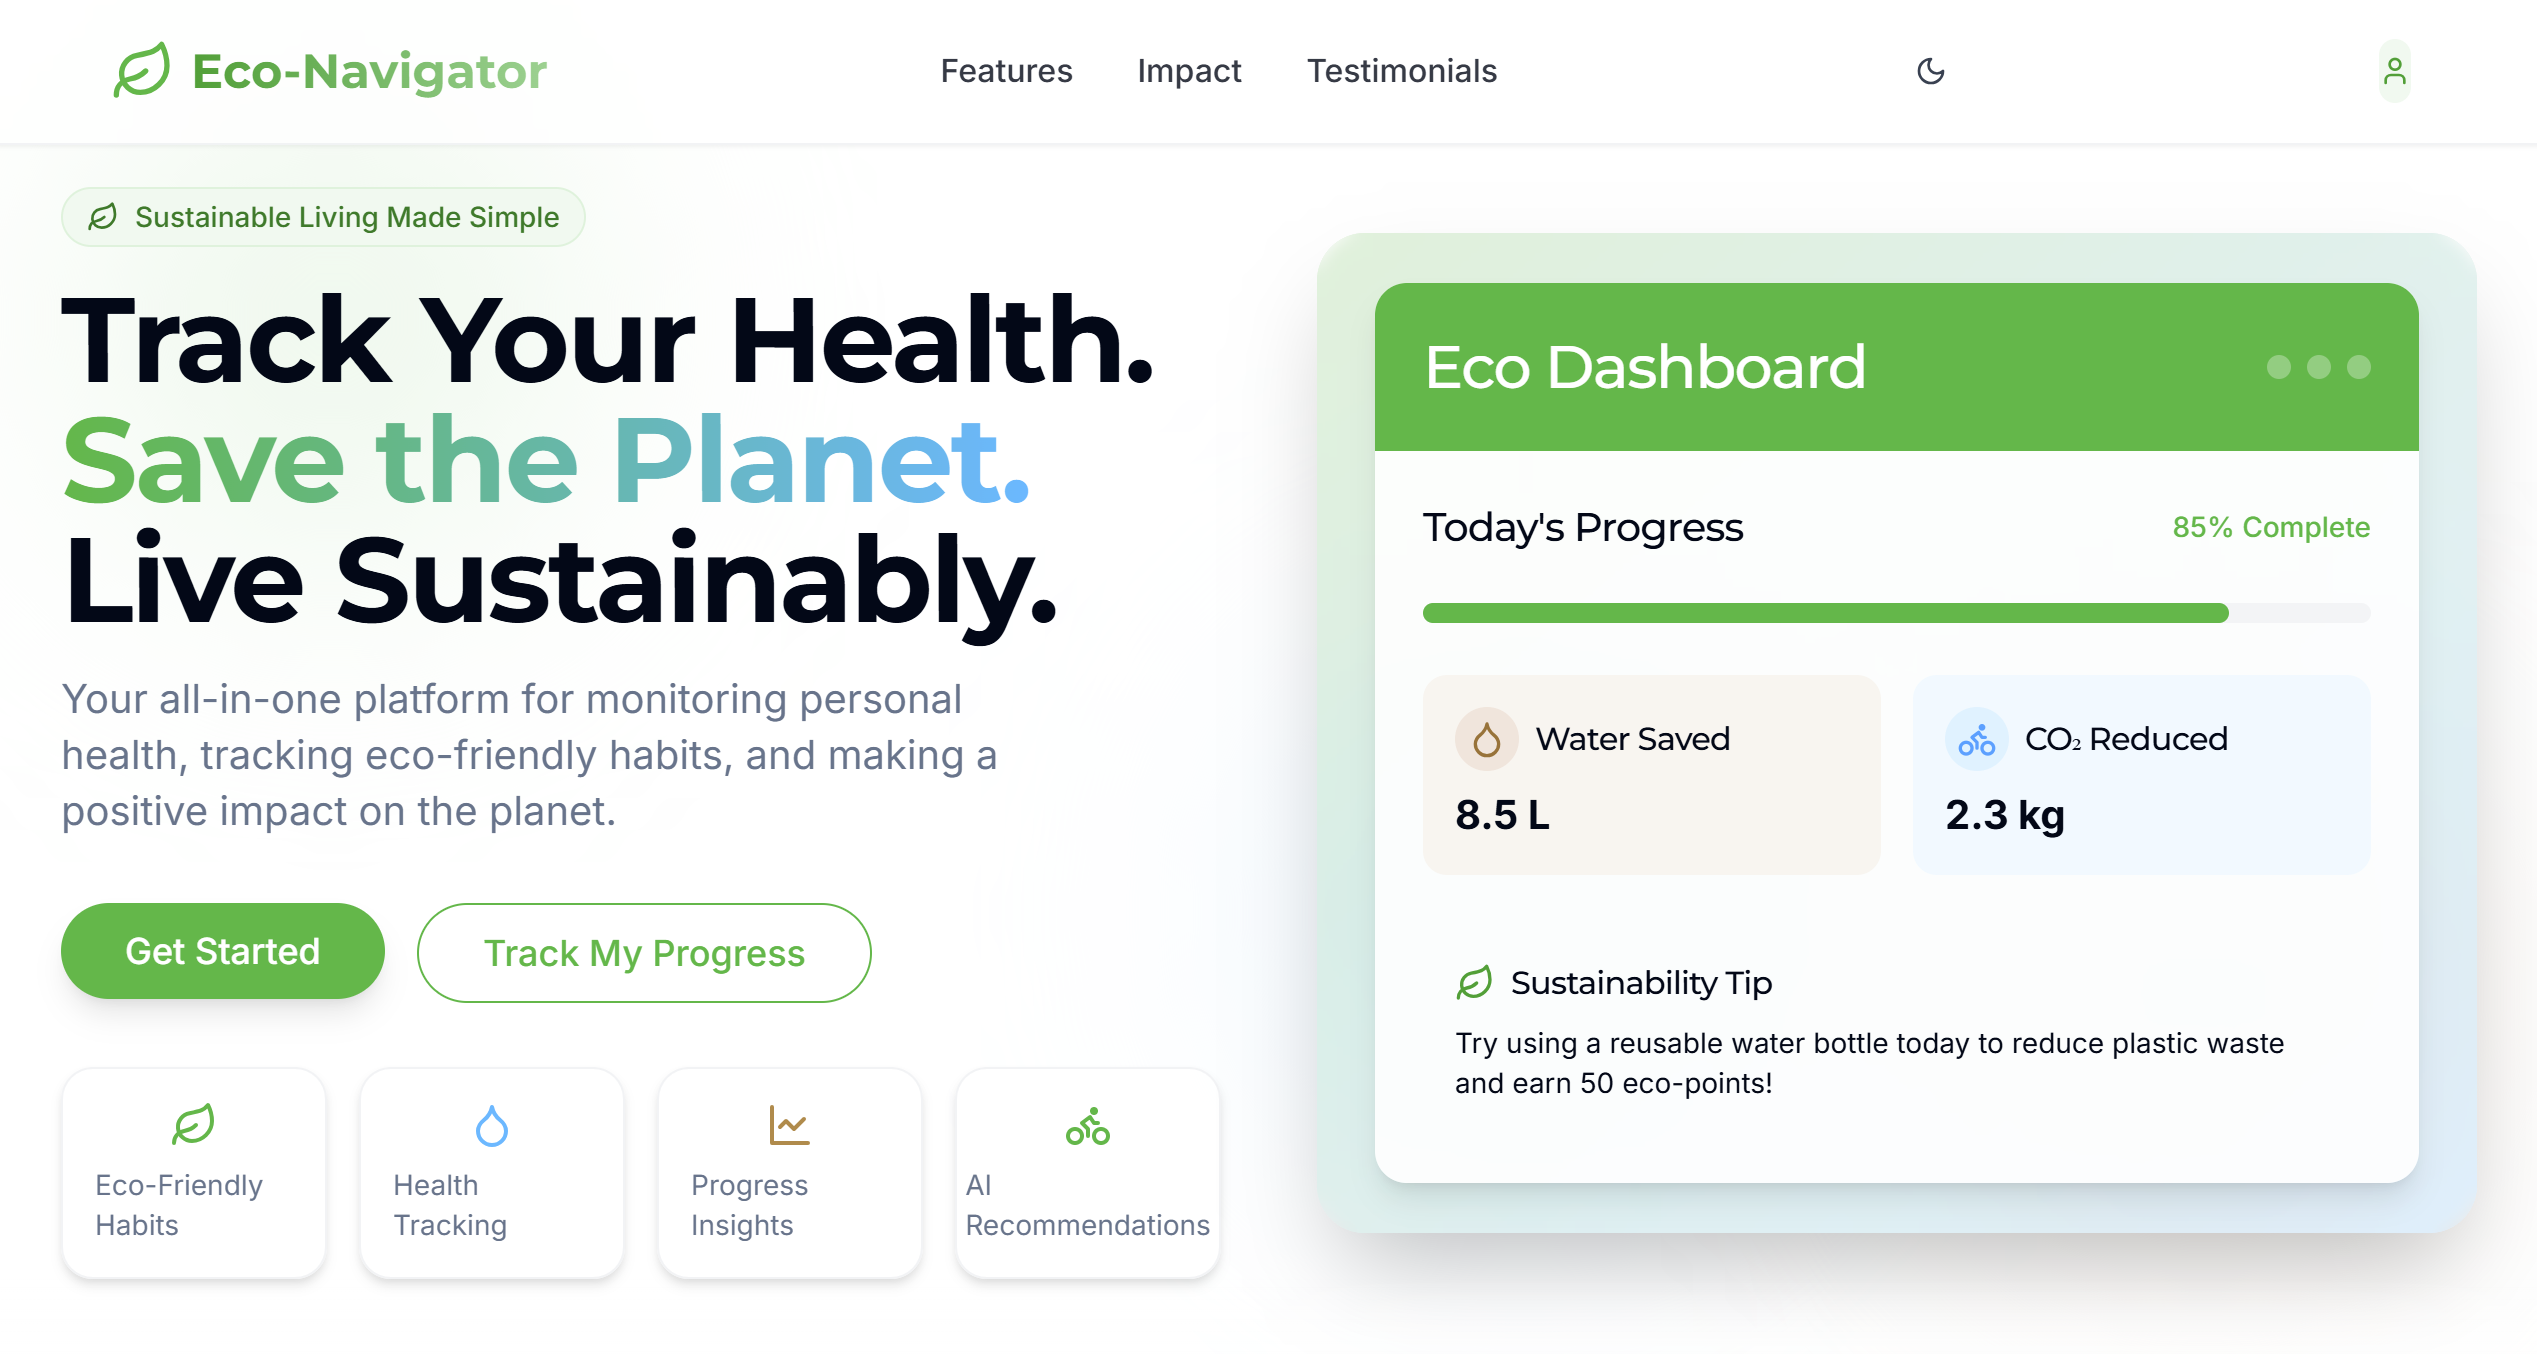 Eco-Navigator
Features
Impact
Testimonials
Sustainable Living Made Simple
Track Your Health.
Save the Planet.
Live Sustainably.
Your all-in-one platform for monitoring personal
health, tracking eco-friendly habits, and making a
positive impact on the planet.
Get Started
Track My Progress
Eco-Friendly
Habits
Health
Tracking
Progress
Insights
AI
Recommendations
Eco Dashboard
Today's Progress
85% Complete
Water Saved
8.5 L
CO₂ Reduced
2.3 kg
Sustainability Tip
Try using a reusable water bottle today to reduce plastic waste
and earn 50 eco-points!